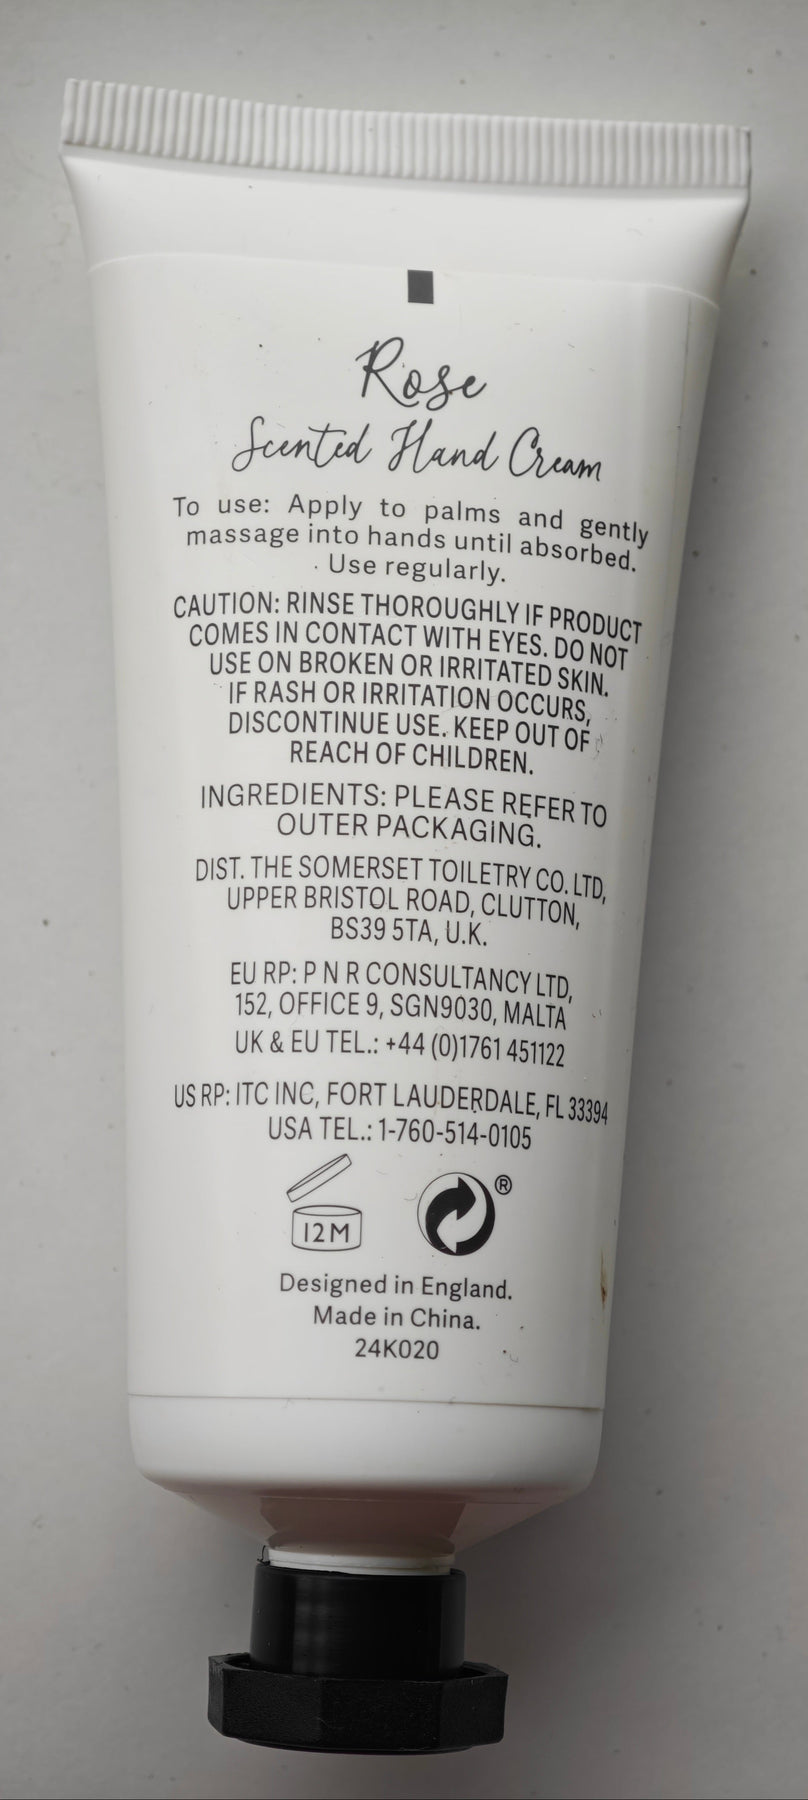 Rose
Scented Hand Cream
To use: Apply to palms and gently
massage into hands until absorbed.
Use regularly.
CAUTION: RINSE THOROUGHLY IF PRODUCT
COMES IN CONTACT WITH EYES. DO NOT
USE ON BROKEN OR IRRITATED SKIN.
IF RASH OR IRRITATION OCCURS,
DISCONTINUE USE. KEEP OUT OF
REACH OF CHILDREN.
INGREDIENTS: PLEASE REFER TO
OUTER PACKAGING.
DIST. THE SOMERSET TOILETRY CO. LTD,
UPPER BRISTOL ROAD, CLUTTON,
BS39 5TA, U.K.
EU RP: P N R CONSULTANCY LTD,
152, OFFICE 9, SGN9030, MALTA
UK & EU TEL.: +44 (0)1761 451122
US RP: ITC INC, FORT LAUDERDALE, FL 33394
USA TEL.: 1-760-514-0105
12M ®
Designed in England.
Made in China.
24K020